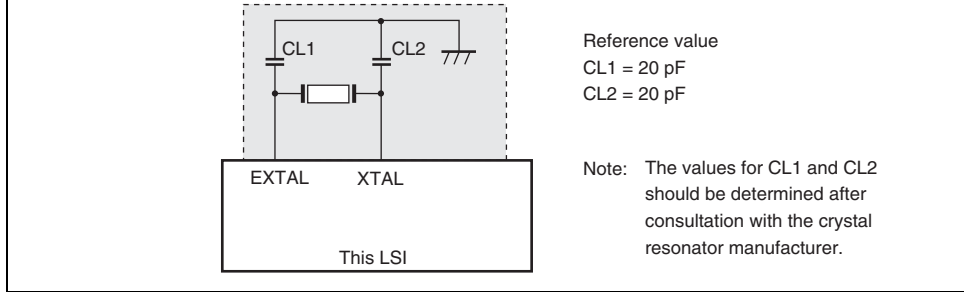 CL1
CL2
EXTAL
XTAL
This LSI
Reference value
CL1 = 20 pF
CL2 = 20 pF
Note: The values for CL1 and CL2
should be determined after
consultation with the crystal
resonator manufacturer.